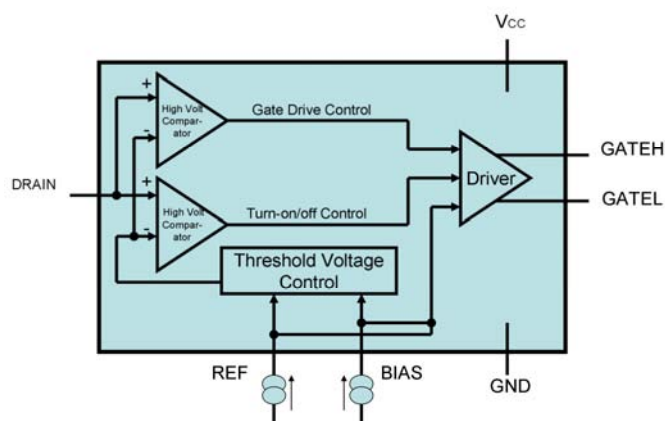 Vcc
+
High Volt
Compar-
ator
-
Gate Drive Control
DRAIN
+
High Volt
Compar-
ator
-
Turn-on/off Control
Driver
GATEH
GATEL
Threshold Voltage
Control
REF
BIAS
GND